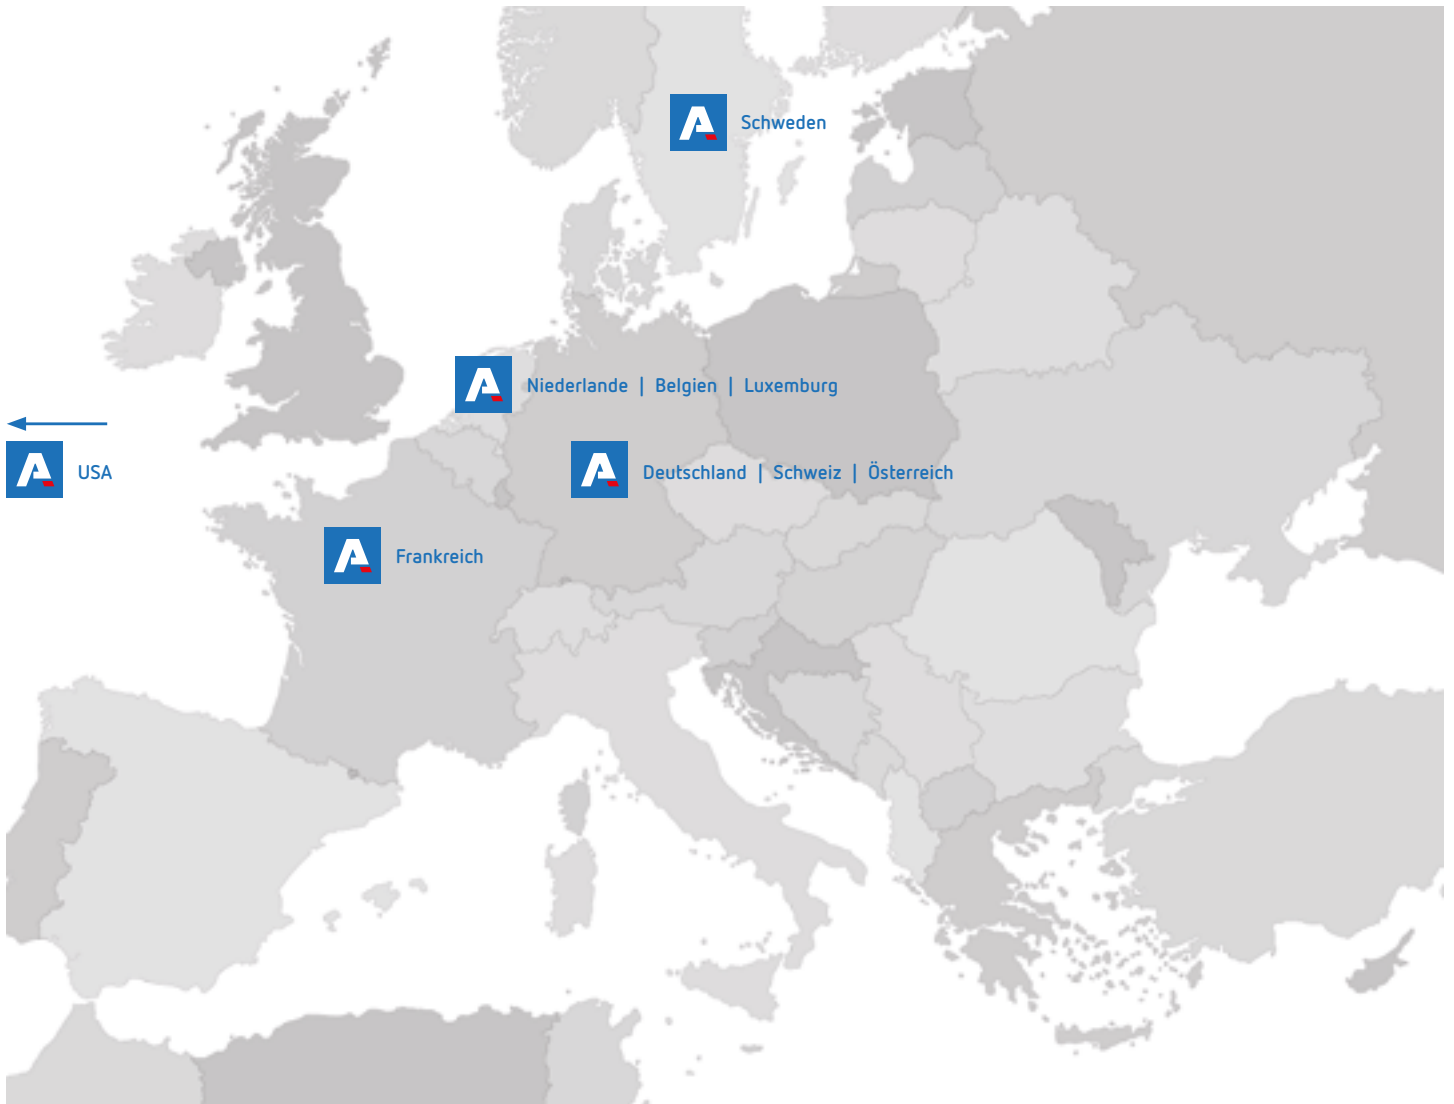 Schweden
Niederlande | Belgien | Luxemburg
USA
Deutschland | Schweiz | Österreich
Frankreich